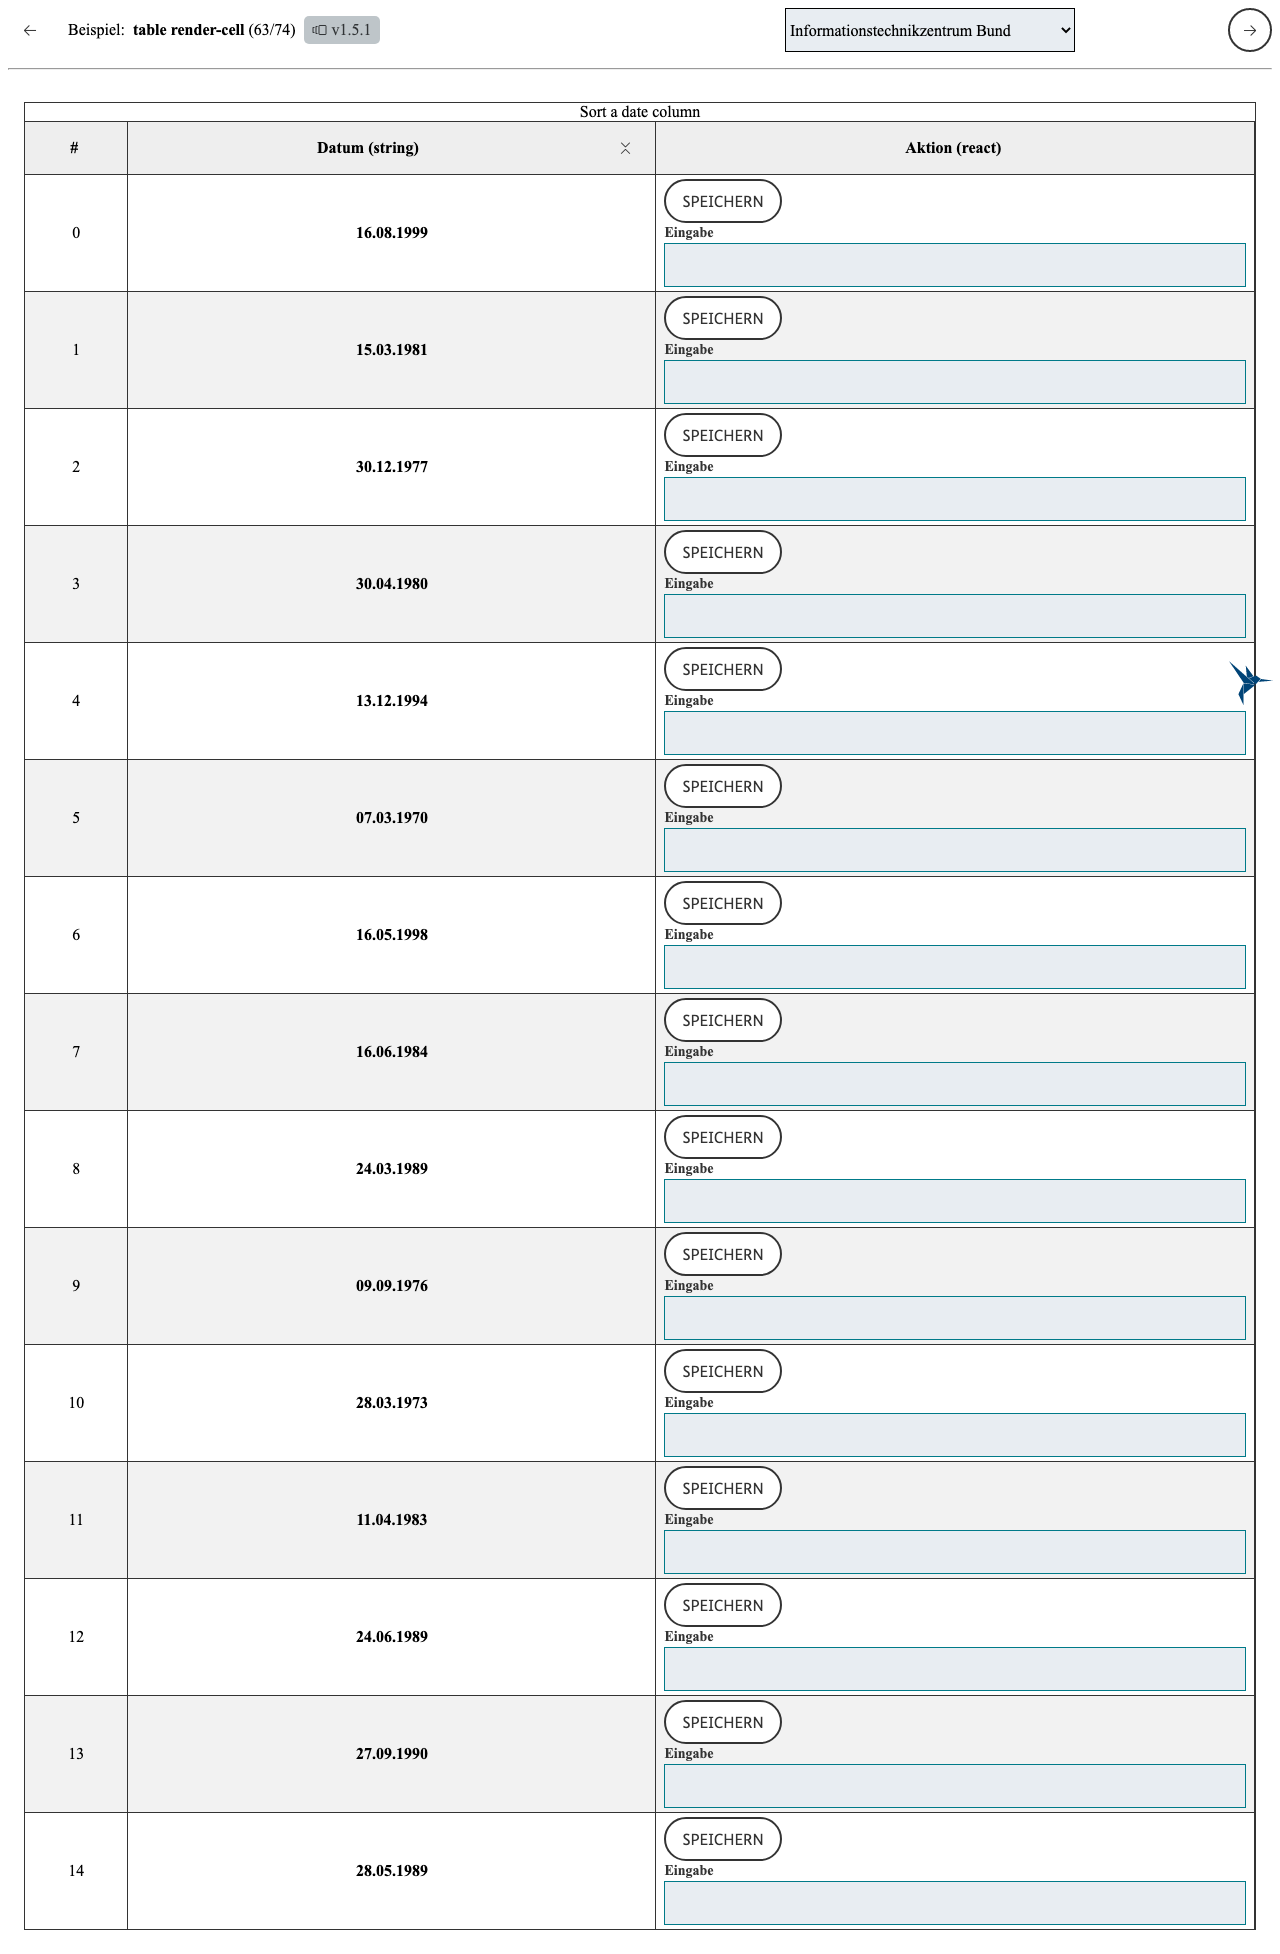 Beispiel: table render-cell (63/74) v1.5.1 Informationstechnikzentrum Bund
Sort a date column
# Datum (string) Aktion (react)
SPEICHERN
0 16.08.1999 Eingabe
SPEICHERN
1 15.03.1981 Eingabe
SPEICHERN
2 30.12.1977 Eingabe
SPEICHERN
3 30.04.1980 Eingabe
SPEICHERN
4 13.12.1994 Eingabe
SPEICHERN
5 07.03.1970 Eingabe
SPEICHERN
6 16.05.1998 Eingabe
SPEICHERN
7 16.06.1984 Eingabe
SPEICHERN
8 24.03.1989 Eingabe
SPEICHERN
9 09.09.1976 Eingabe
SPEICHERN
10 28.03.1973 Eingabe
SPEICHERN
11 11.04.1983 Eingabe
SPEICHERN
12 24.06.1989 Eingabe
SPEICHERN
13 27.09.1990 Eingabe
SPEICHERN
14 28.05.1989 Eingabe